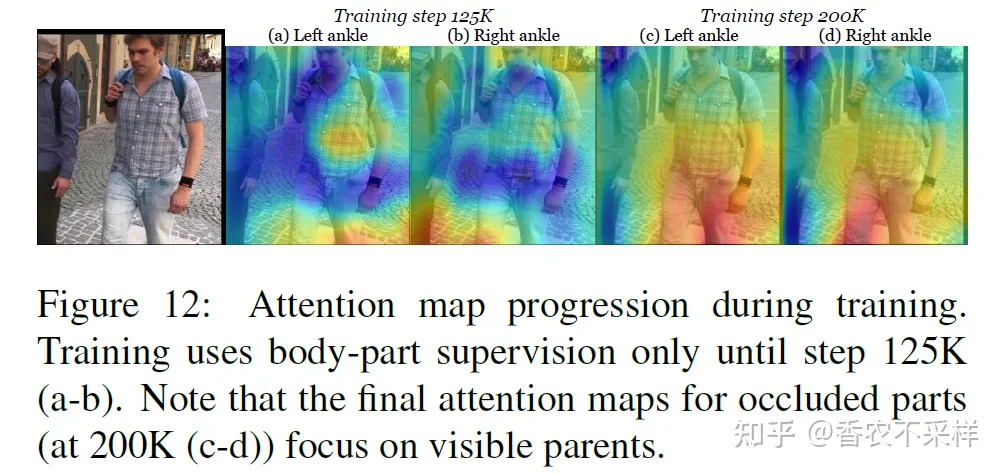 Training step 125K Training step 200K
(a) Left ankle (b) Right ankle (c) Left ankle (d) Right ankle
Figure 12: Attention map progression during training.
Training uses body-part supervision only until step 125K
(a-b). Note that the final attention maps for occluded parts
(at 200K (c-d)) focus on visible parents.
知乎 @香农不采样